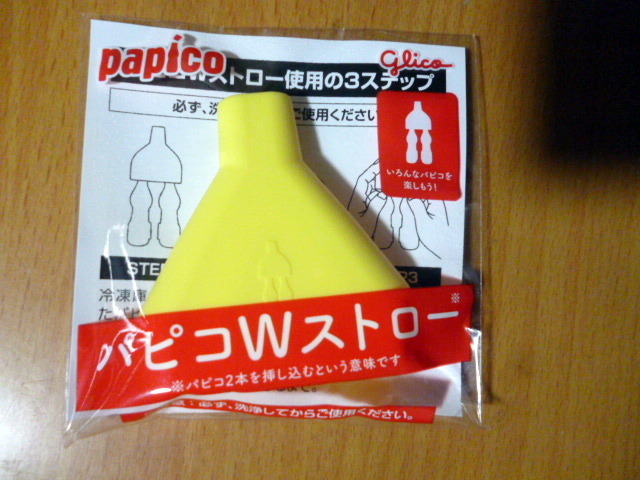 papico
Glico
Wストロー使用の3ステップ
必ず、洗 ご使用ください
いろんなパピコを
楽しもう!
STE
冷凍庫
パピコWストロー※
※パピコ2本を挿し込むという意味です
必ず、洗浄してからご使用ください。